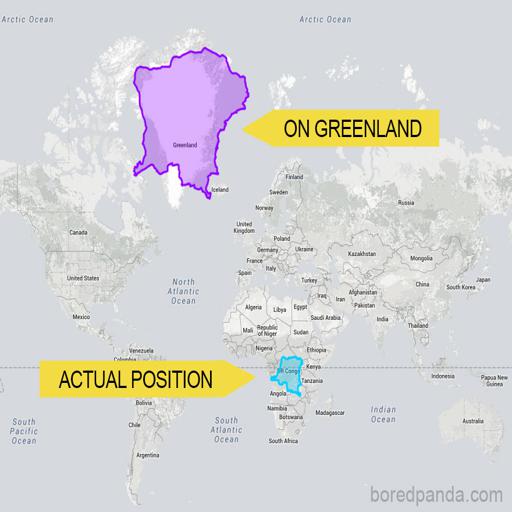 Arctic Ocean
Arctic Ocean
ON GREENLAND
Greenland
Iceland
Finland
Sweden
Norway
Russia
Canada
United
Kingdom
Poland
Germany
Ukraine
France
Kazakhstan
Mongolia
Italy
Spain
Turkey
United States
North
Atlantic
Ocean
China
Japan
South Korea
Afghanistan
Iraq
Iran
Pakistan
Algeria
Libya
Egypt
Saudi Arabia
Mexico
India
Mali
Republic
of Niger
Sudan
Thailand
Nigeria
Ethiopia
Venezuela
Colombia
DR Congo
Kenya
ACTUAL POSITION
Tanzania
Indonesia
Papua New
Guinea
Angola
Bolivia
Namibia
Botswana
Madagascar
South
Pacific
Ocean
South
Atlantic
Ocean
Indian
Ocean
Chile
Australia
South Africa
Argentina
boredpanda.com